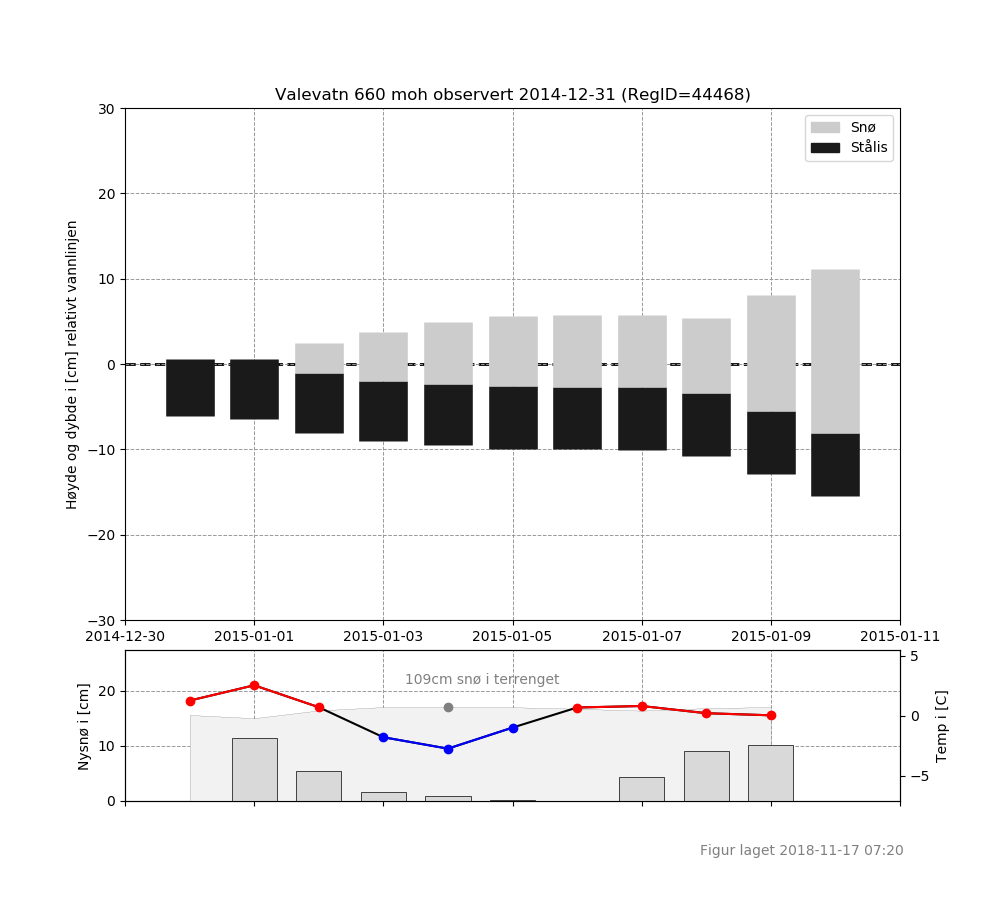 Valevatn 660 moh observert 2014-12-31 (RegID=44468)
Snø
Stålis
Høyde og dybde i [cm] relativt vannlinjen
30
20
10
0
−10
−20
−30
2014-12-30
2015-01-01
2015-01-03
2015-01-05
2015-01-07
2015-01-09
2015-01-11
Nysnø i [cm]
20
10
0
109cm snø i terrenget
5
0
−5
Temp i [C]
Figur laget 2018-11-17 07:20